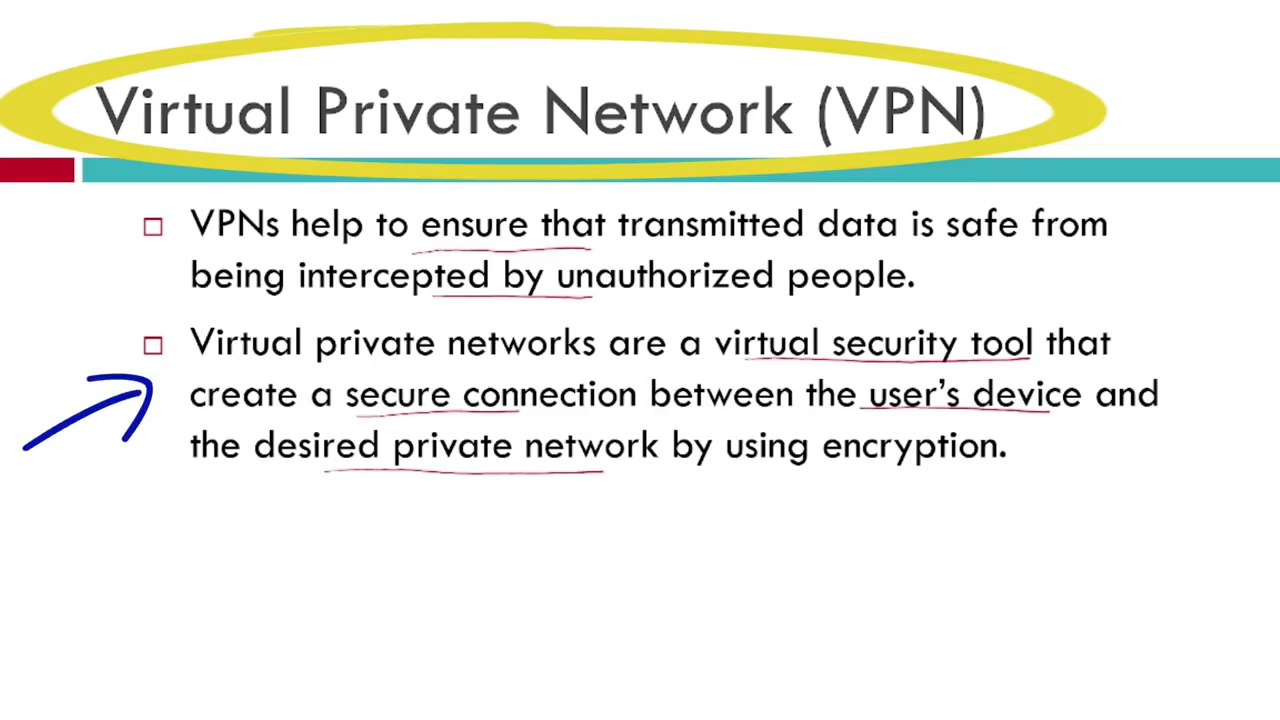 Virtual Private Network (VPN)
VPNs help to ensure that transmitted data is safe from
being intercepted by unauthorized people.
Virtual private networks are a virtual security tool that
create a secure connection between the user’s device and
the desired private network by using encryption.